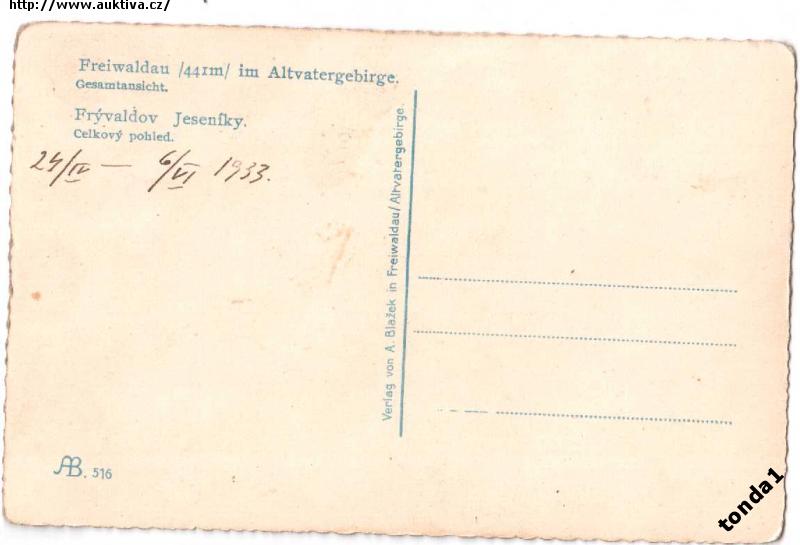 http://www.auktiva.cz/
Freiwaldau /441m/ im Altvatergebirge.
Gesamtansicht.
Frývaldov Jeseníky.
Celkový pohled.
24/IV — 6/VI 1933.
Verlag von A. Blažek in Freiwaldau/Altvatergebirge.
AB. 516
tonda1